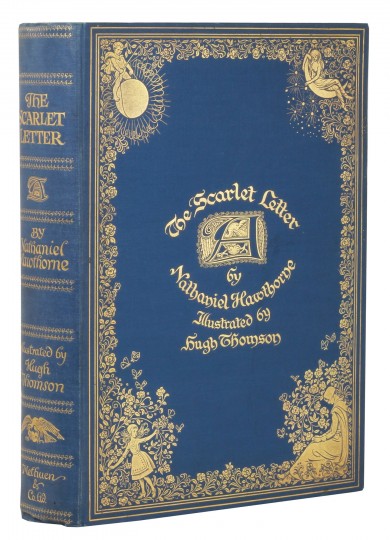 THE
SCARLET
LETTER
A
BY
Nathaniel
Hawthorne
Illustrated by
Hugh
Thomson
Methuen
&
Co. Ltd.
The Scarlet Letter
A
by
Nathaniel Hawthorne
Illustrated by
Hugh Thomson